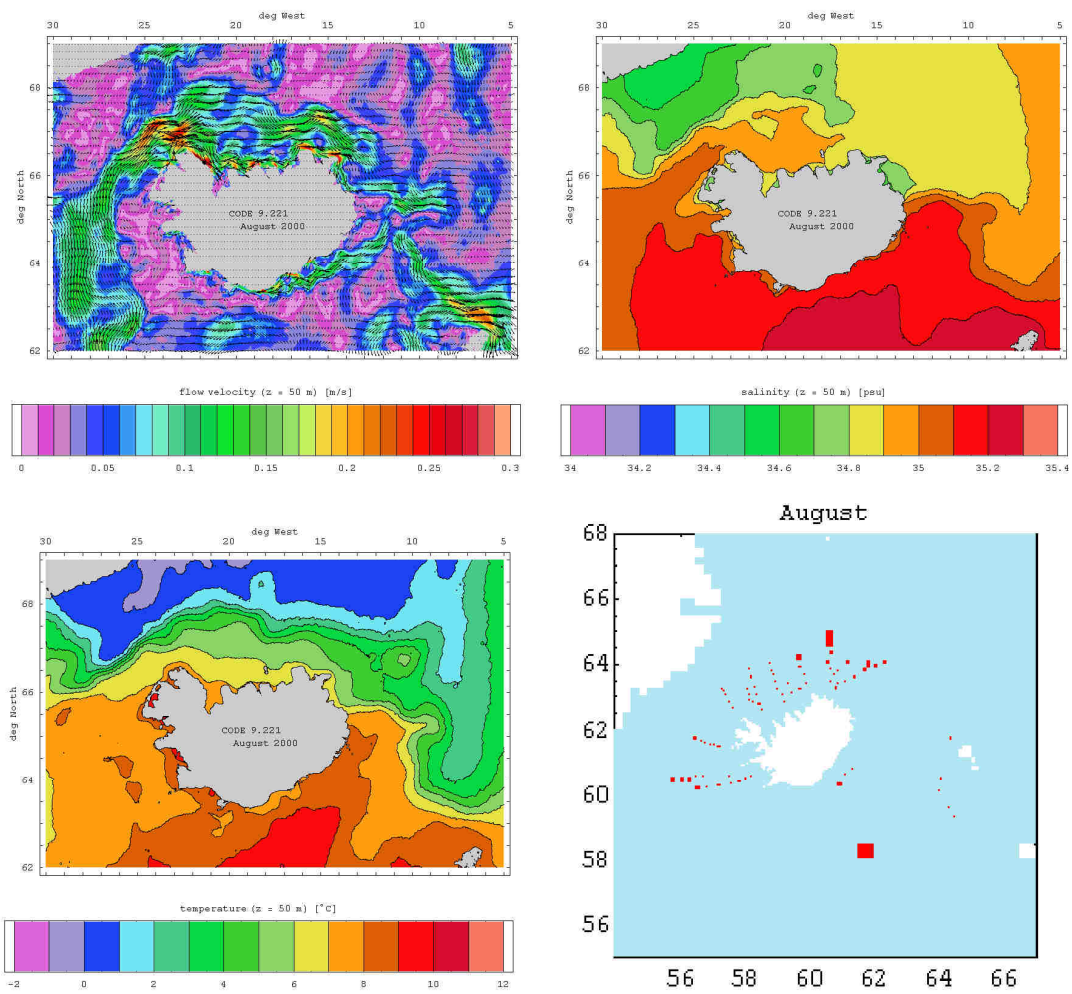 deg West
30 25 20 15 10 5
68
66
64
62
deg North
CODE 9.221
August 2000
flow velocity (z = 50 m) [m/s]
0 0.05 0.1 0.15 0.2 0.25 0.3
deg West
30 25 20 15 10 5
68
66
64
62
deg North
CODE 9.221
August 2000
salinity (z = 50 m) [psu]
34 34.2 34.4 34.6 34.8 35 35.2 35.4
deg West
30 25 20 15 10 5
68
66
64
62
deg North
CODE 9.221
August 2000
temperature (z = 50 m) [°C]
-2 0 2 4 6 8 10 12
August
68
66
64
62
60
58
56
56 58 60 62 64 66